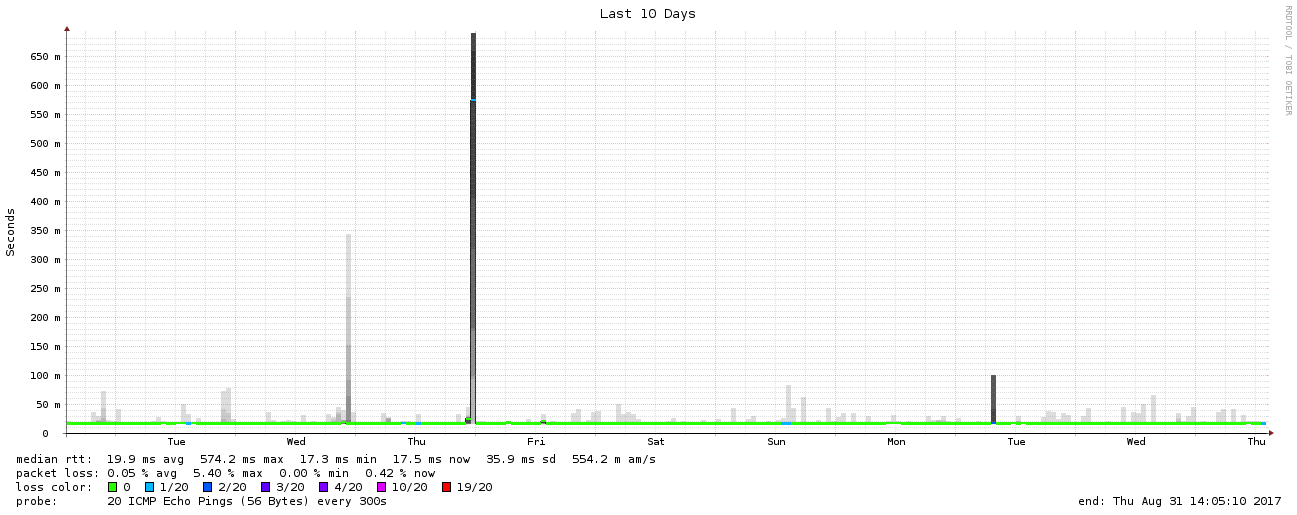 Last 10 Days
RRDTOOL / TOBI OETIKER
Seconds
650 m
600 m
550 m
500 m
450 m
400 m
350 m
300 m
250 m
200 m
150 m
100 m
50 m
0
Tue Wed Thu Fri Sat Sun Mon Tue Wed Thu
median rtt: 19.9 ms avg 574.2 ms max 17.3 ms min 17.5 ms now 35.9 ms sd 554.2 m am/s
packet loss: 0.05 % avg 5.40 % max 0.00 % min 0.42 % now
loss color: 0 1/20 2/20 3/20 4/20 10/20 19/20
probe: 20 ICMP Echo Pings (56 Bytes) every 300s end: Thu Aug 31 14:05:10 2017